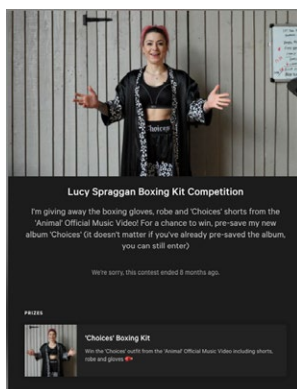 Choices
Lucy Spraggan Boxing Kit Competition
I'm giving away the boxing gloves, robe and 'Choices' shorts from the
'Animal' Official Music Video! For a chance to win, pre-save my new
album 'Choices' (it doesn't matter if you've already pre-saved the album,
you can still enter)
We're sorry, this contest ended 8 months ago.
PRIZES
'Choices' Boxing Kit
Win the 'Choices' outfit from the 'Animal' Official Music Video including shorts,
robe and gloves